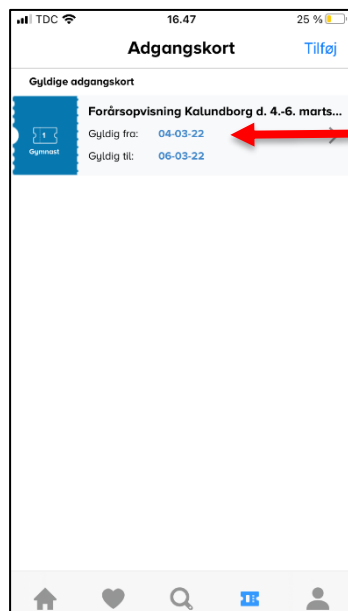 TDC 16.47 25 %
Adgangskort Tilføj
Gyldige adgangskort
Forårsopvisning Kalundborg d. 4.-6. marts...
1
Gymnast
Gyldig fra: 04-03-22
Gyldig til: 06-03-22